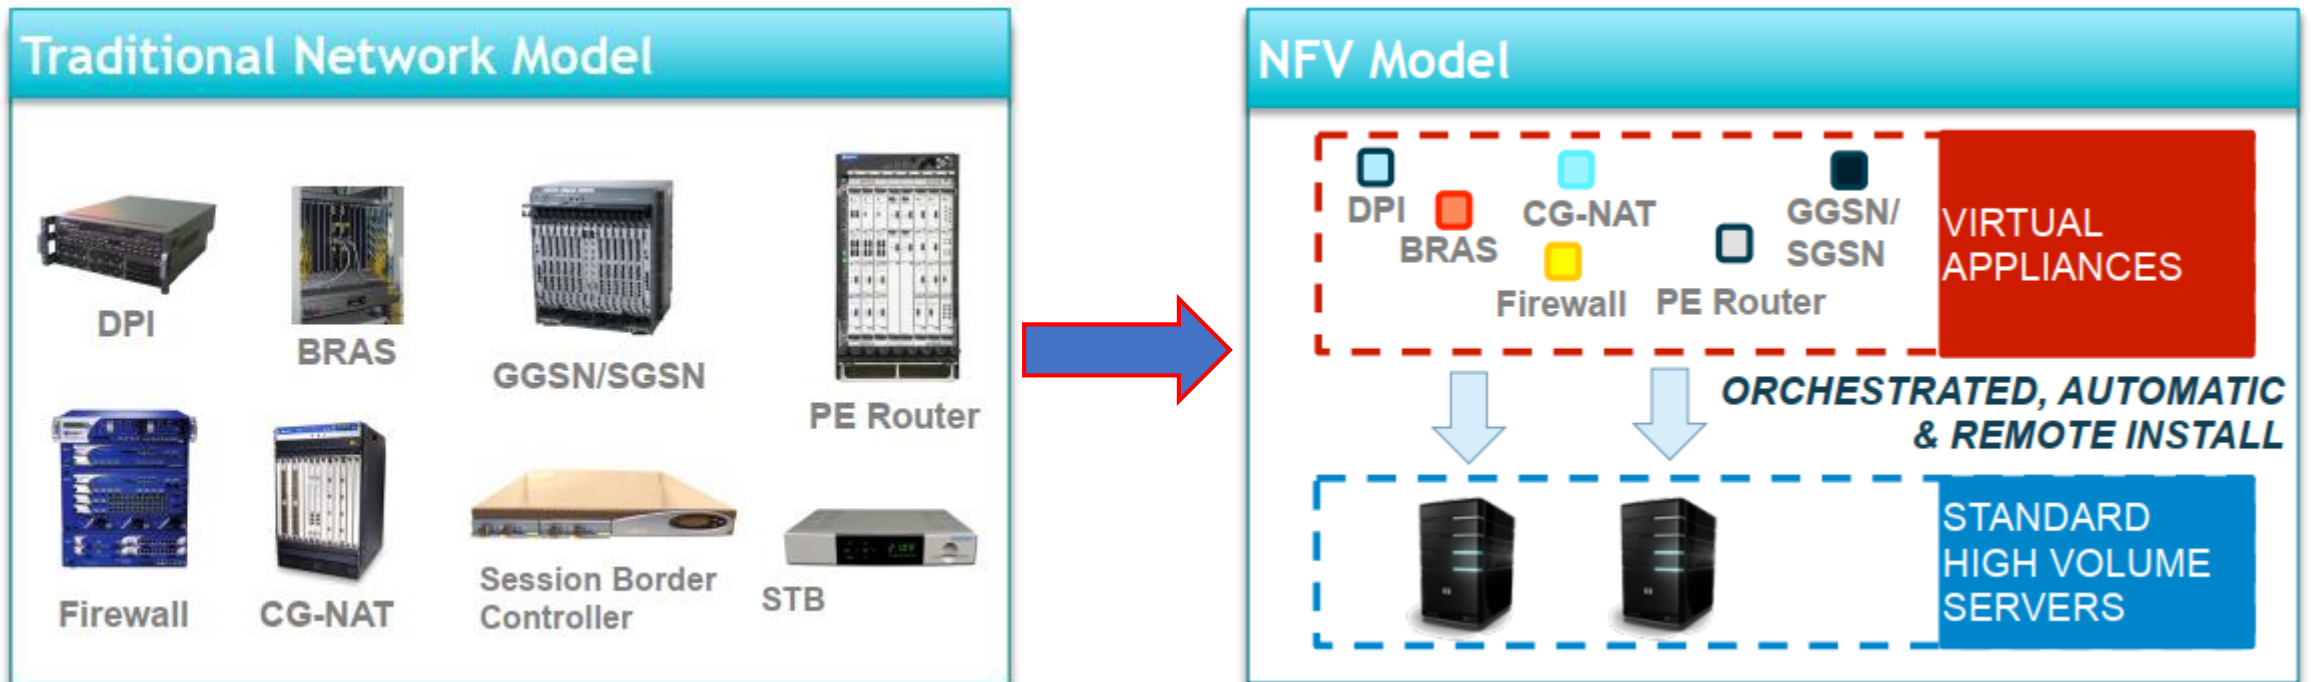 Traditional Network Model
DPI
BRAS
GGSN/SGSN
PE Router
Firewall
CG-NAT
Session Border
Controller
STB
NFV Model
DPI
BRAS
CG-NAT
Firewall
PE Router
GGSN/
SGSN
VIRTUAL
APPLIANCES
ORCHESTRATED, AUTOMATIC
& REMOTE INSTALL
STANDARD
HIGH VOLUME
SERVERS